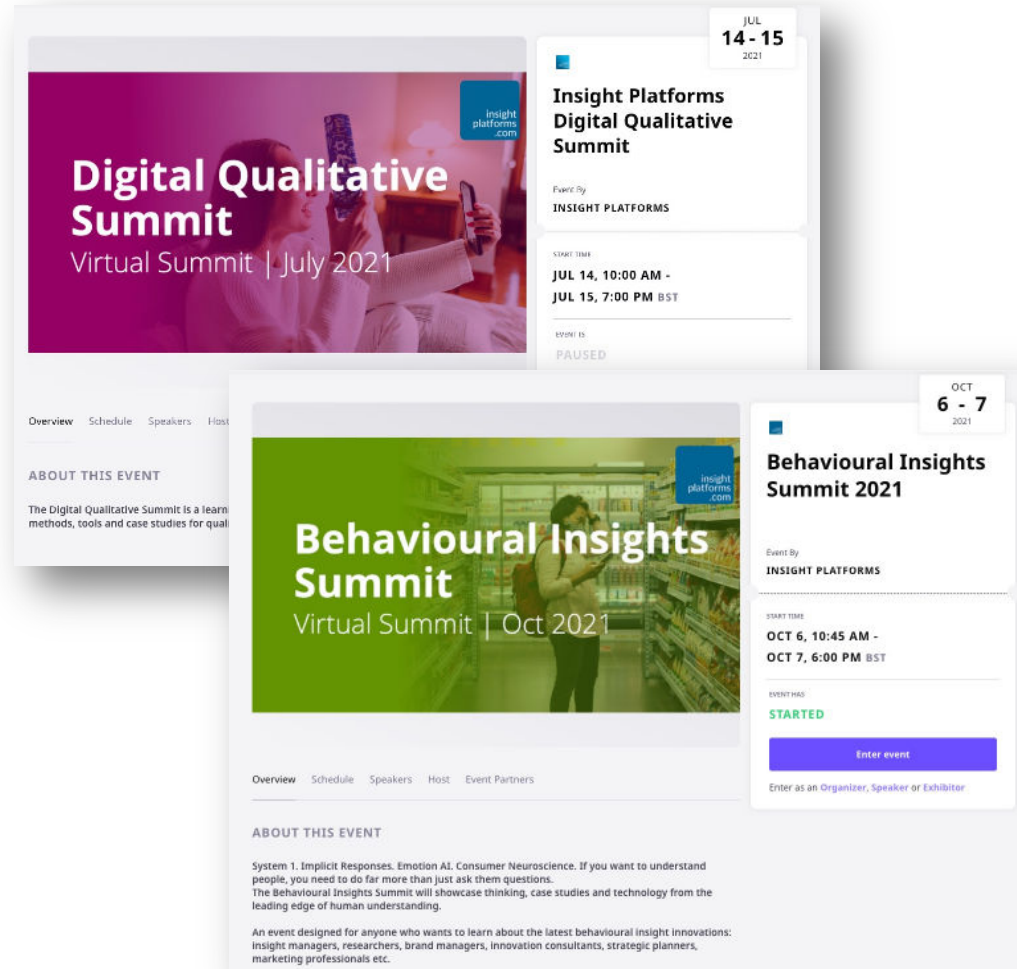 JUL
14 - 15
2021
insight
platforms
.com
Digital Qualitative
Summit
Virtual Summit | July 2021
Insight Platforms
Digital Qualitative
Summit
Event By
INSIGHT PLATFORMS
START TIME
JUL 14, 10:00 AM -
JUL 15, 7:00 PM BST
EVENT IS
PAUSED
Overview Schedule Speakers Host
ABOUT THIS EVENT
The Digital Qualitative Summit is a
methods, tools and case studies for
OCT
6 - 7
2021
insight
platforms
.com
Behavioural Insights
Summit
Virtual Summit | Oct 2021
Behavioural Insights
Summit 2021
Event By
INSIGHT PLATFORMS
START TIME
OCT 6, 10:45 AM -
OCT 7, 6:00 PM BST
EVENT HAS
STARTED
Enter event
Enter as an Organizer, Speaker or Exhibitor
Overview Schedule Speakers Host Event Partners
ABOUT THIS EVENT
System 1. Implicit Responses. Emotion AI. Consumer Neuroscience. If you want to understand
people, you need to do far more than just ask them questions.
The Behavioural Insights Summit will showcase thinking, case studies and technology from the
leading edge of human understanding.
An event designed for anyone who wants to learn about the latest behavioural insight innovations:
insight managers, researchers, brand managers, innovation consultants, strategic planners,
marketing professionals etc.